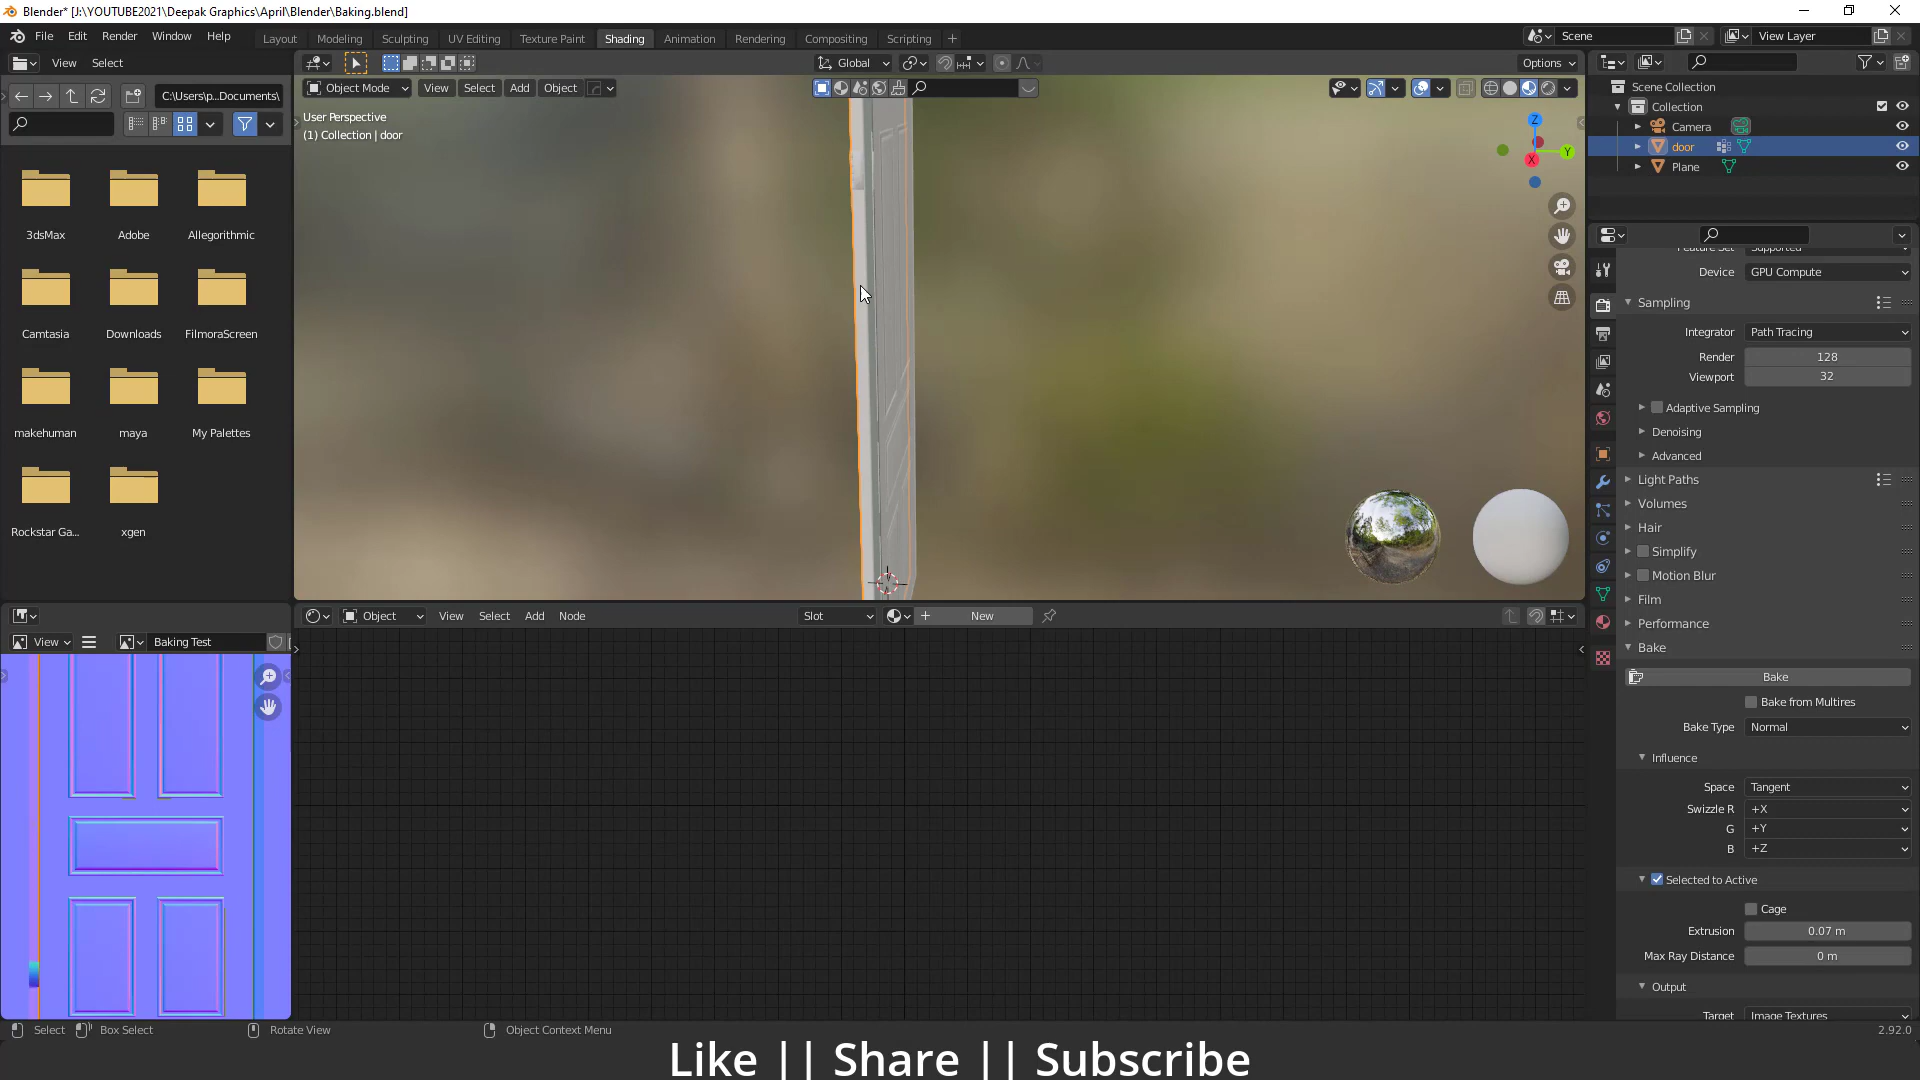 Blender* [J:\YOUTUBE2021\Deepak Graphics\April\Blender\Baking.blend]
File Edit Render Window Help
Layout Modeling Sculpting UV Editing Texture Paint Shading Animation Rendering Compositing Scripting +
Scene
View Layer
View Select
Global
Options
C:\Users\p...Documents\
Object Mode View Select Add Object
User Perspective
(1) Collection | door
Z
Y
X
Scene Collection
Collection
Camera
door
Plane
3dsMax Adobe Allegorithmic
Camtasia Downloads FilmoraScreen
makehuman maya My Palettes
Rockstar Ga... xgen
Feature Set Supported
Device GPU Compute
Sampling
Integrator Path Tracing
Render 128
Viewport 32
Adaptive Sampling
Denoising
Advanced
Light Paths
Volumes
Hair
Simplify
Motion Blur
Film
Performance
Bake
Bake
Bake from Multires
Bake Type Normal
Influence
Space Tangent
Swizzle R +X
G +Y
B +Z
Selected to Active
Cage
Extrusion 0.07 m
Max Ray Distance 0 m
Output
Target Image Textures
View Baking Test
Object View Select Add Node
Slot
+ New
Select Box Select Rotate View Object Context Menu
2.92.0
Like || Share || Subscribe